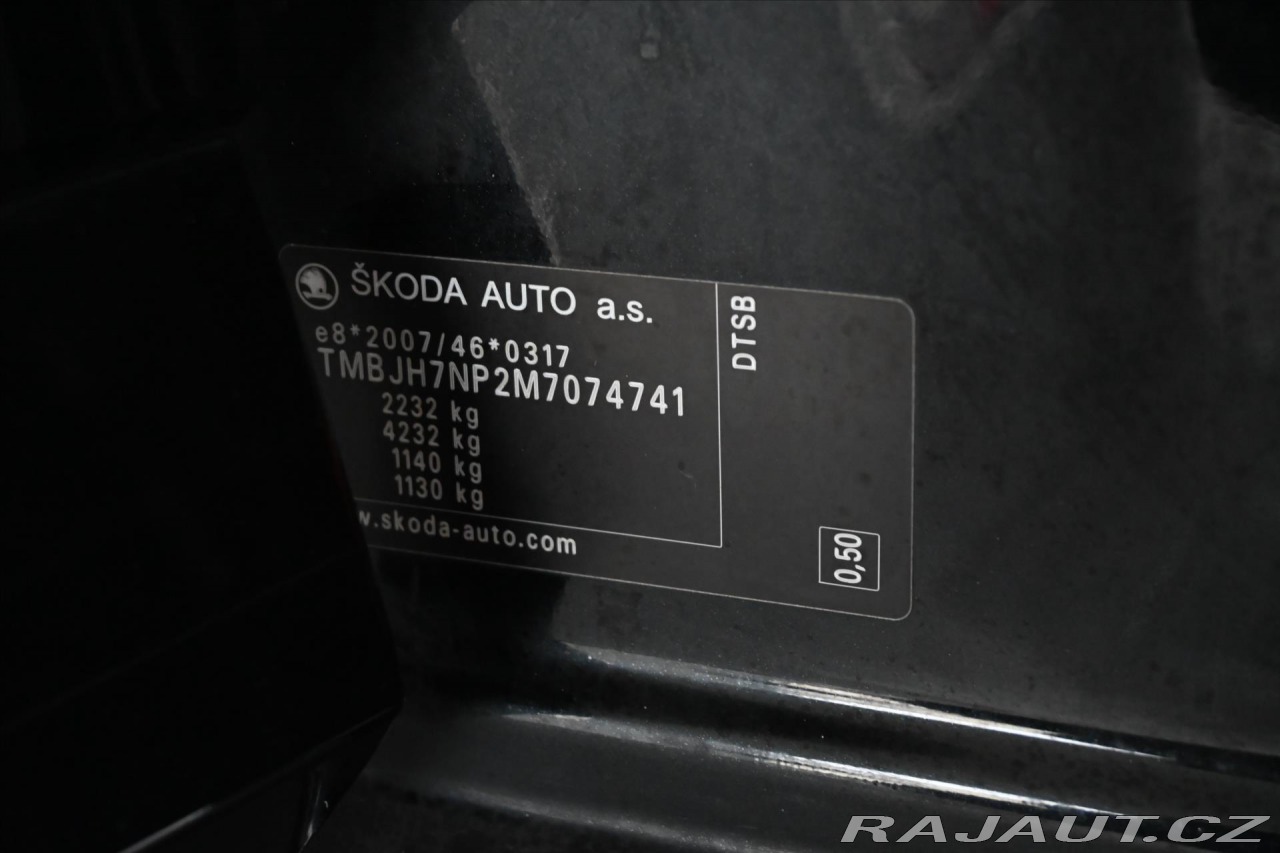 ŠKODA AUTO a.s.
e8*2007/46*0317
TMBJH7NP2M7074741
2232 kg
4232 kg
1140 kg
1130 kg
w.skoda-auto.com
DTSB
0,50
RAJAUT.CZ